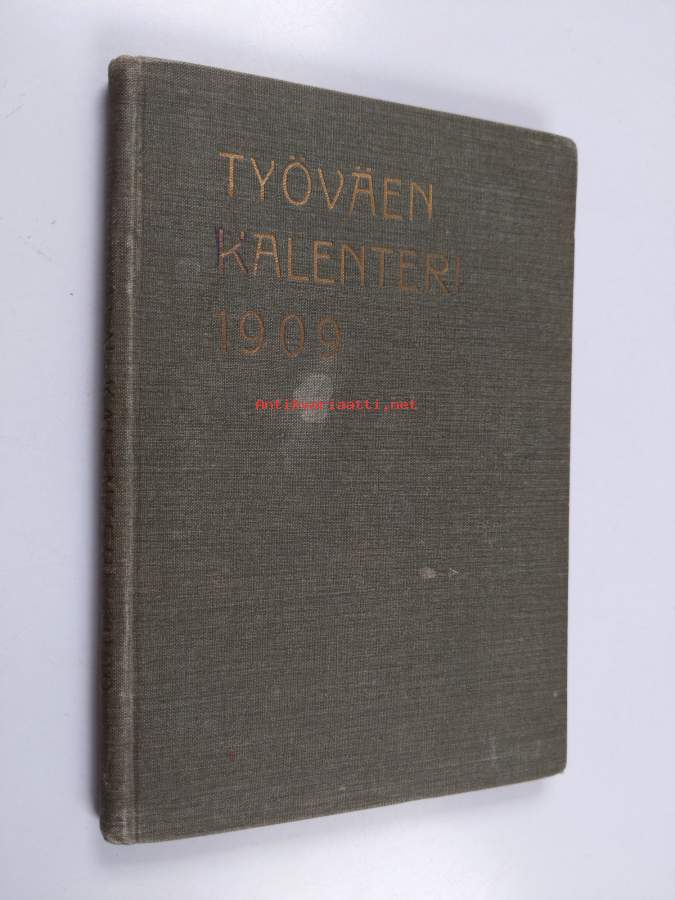 TYÖVÄEN
KALENTERI
1909
Antikvariaatti.net